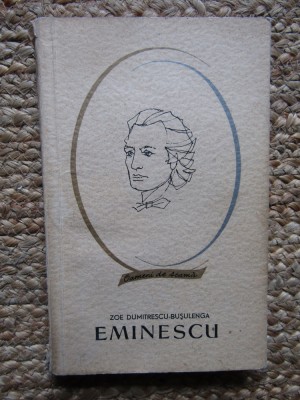 Oameni de seamă
ZOE DUMITRESCU-BUȘULENGA
EMINESCU